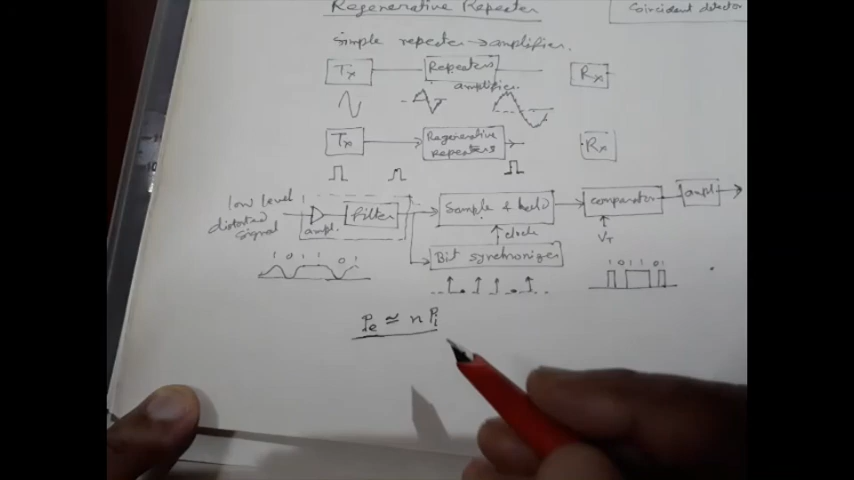 Regenerative Repeater
Coincident detector
Simple repeater → amplifier.
Tx
Repeaters
Rx
amplifier.
Tx
Regenerative
repeaters
Rx
low level
distorted
signal
ampl.
Filter
Sample & held
comparator
ampl
clock
VT
Bit synchronizer
1 0 1 1 0 1
1 0 1 1 0 1
Pe ≃ n P1